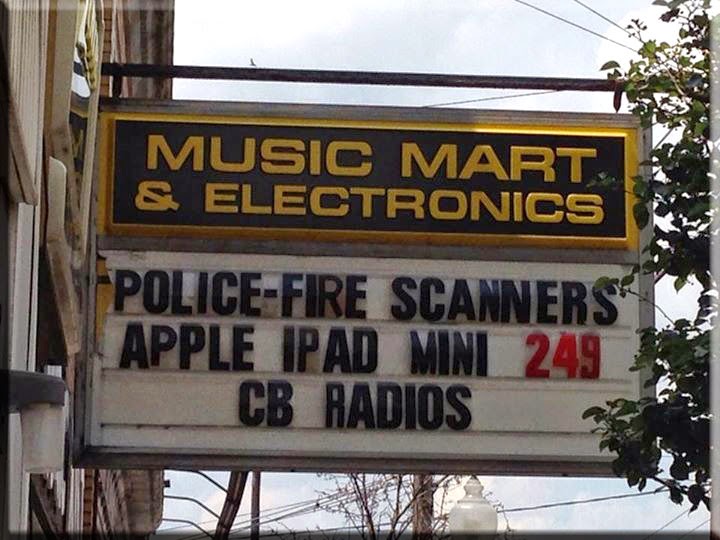 MUSIC MART
& ELECTRONICS
POLICE-FIRE SCANNERS
APPLE IPAD MINI 249
CB RADIOS